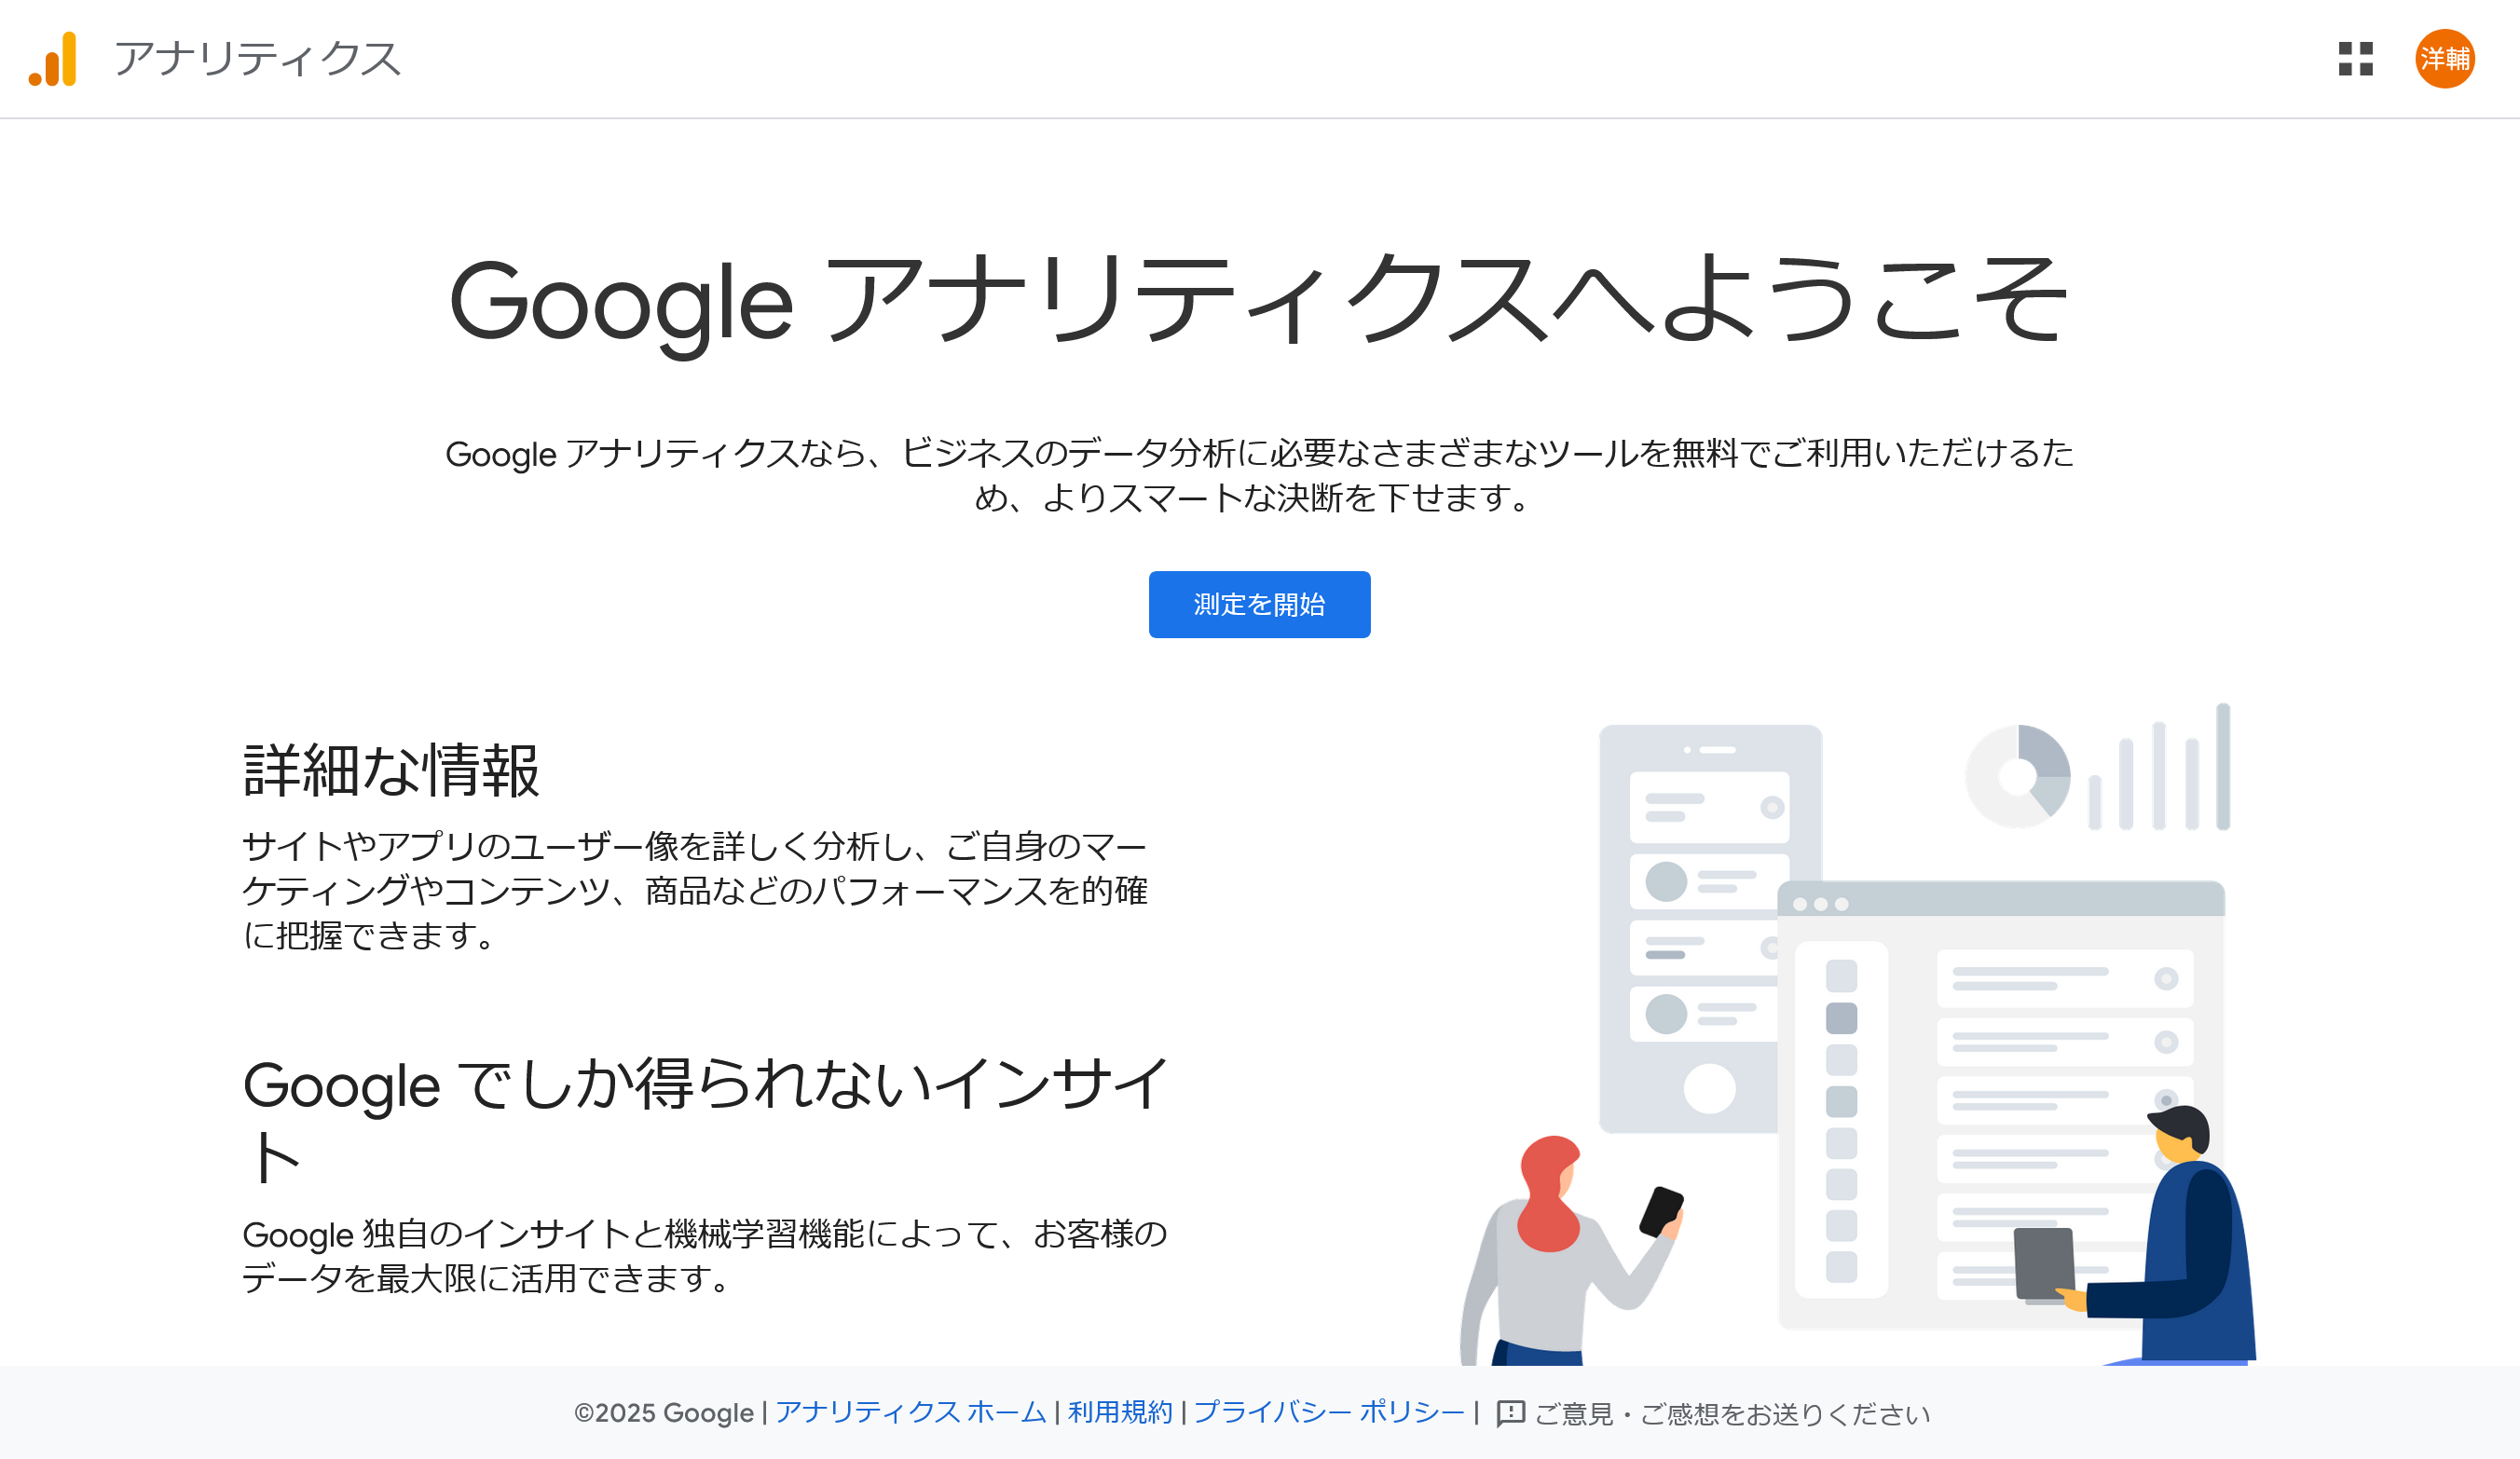 アナリティクス
洋輔
Google アナリティクスへようこそ
Google アナリティクスなら、ビジネスのデータ分析に必要なさまざまなツールを無料でご利用いただけるた
め、よりスマートな決断を下せます。
測定を開始
詳細な情報
サイトやアプリのユーザー像を詳しく分析し、ご自身のマー
ケティングやコンテンツ、商品などのパフォーマンスを的確
に把握できます。
Google でしか得られないインサイ
ト
Google 独自のインサイトと機械学習機能によって、お客様の
データを最大限に活用できます。
©2025 Google | アナリティクス ホーム | 利用規約 | プライバシー ポリシー | ご意見・ご感想をお送りください